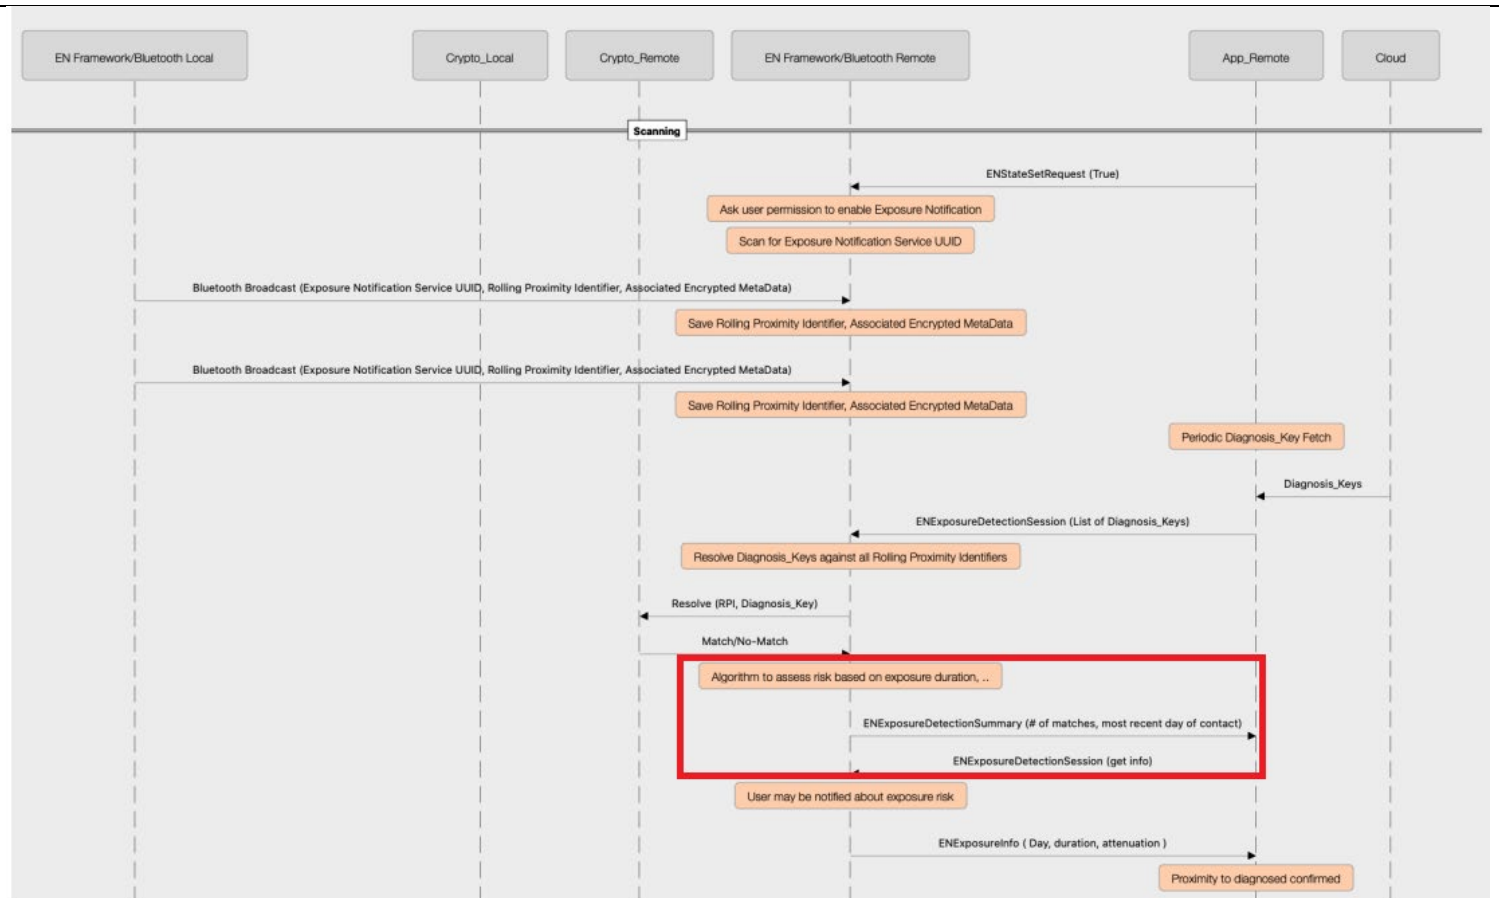 EN Framework/Bluetooth Local
Crypto_Local
Crypto_Remote
EN Framework/Bluetooth Remote
App_Remote
Cloud
Scanning
ENStateSetRequest (True)
Ask user permission to enable Exposure Notification
Scan for Exposure Notification Service UUID
Bluetooth Broadcast (Exposure Notification Service UUID, Rolling Proximity Identifier, Associated Encrypted MetaData)
Save Rolling Proximity Identifier, Associated Encrypted MetaData
Bluetooth Broadcast (Exposure Notification Service UUID, Rolling Proximity Identifier, Associated Encrypted MetaData)
Save Rolling Proximity Identifier, Associated Encrypted MetaData
Periodic Diagnosis_Key Fetch
Diagnosis_Keys
ENExposureDetectionSession (List of Diagnosis_Keys)
Resolve Diagnosis_Keys against all Rolling Proximity Identifiers
Resolve (RPI, Diagnosis_Key)
Match/No-Match
Algorithm to assess risk based on exposure duration, ..
ENExposureDetectionSummary (# of matches, most recent day of contact)
ENExposureDetectionSession (get info)
User may be notified about exposure risk
ENExposureInfo ( Day, duration, attenuation )
Proximity to diagnosed confirmed